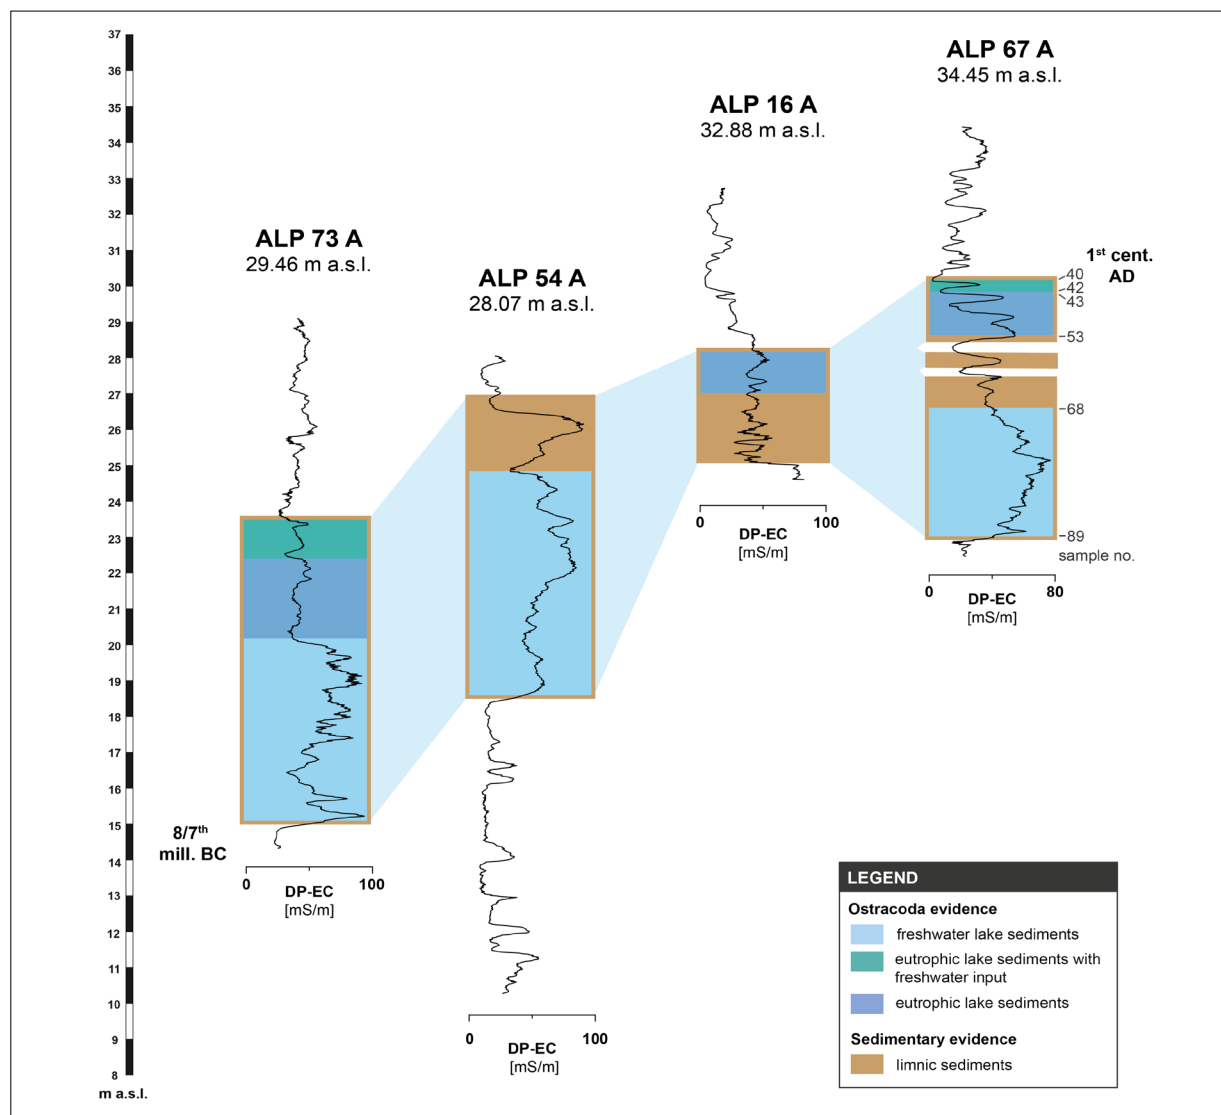 ALP 67 A
34.45 m a.s.l.
ALP 16 A
32.88 m a.s.l.
ALP 73 A
29.46 m a.s.l.
ALP 54 A
28.07 m a.s.l.
37
36
35
34
33
32
31
30
29
28
27
26
25
24
23
22
21
20
19
18
17
16
15
14
13
12
11
10
9
8
m a.s.l.
8/7th
mill. BC
0 100
DP-EC
[mS/m]
0 100
DP-EC
[mS/m]
0 100
DP-EC
[mS/m]
1st cent.
AD
40
42
43
53
68
89
sample no.
0 80
DP-EC
[mS/m]
LEGEND
Ostracoda evidence
freshwater lake sediments
eutrophic lake sediments with
freshwater input
eutrophic lake sediments
Sedimentary evidence
limnic sediments